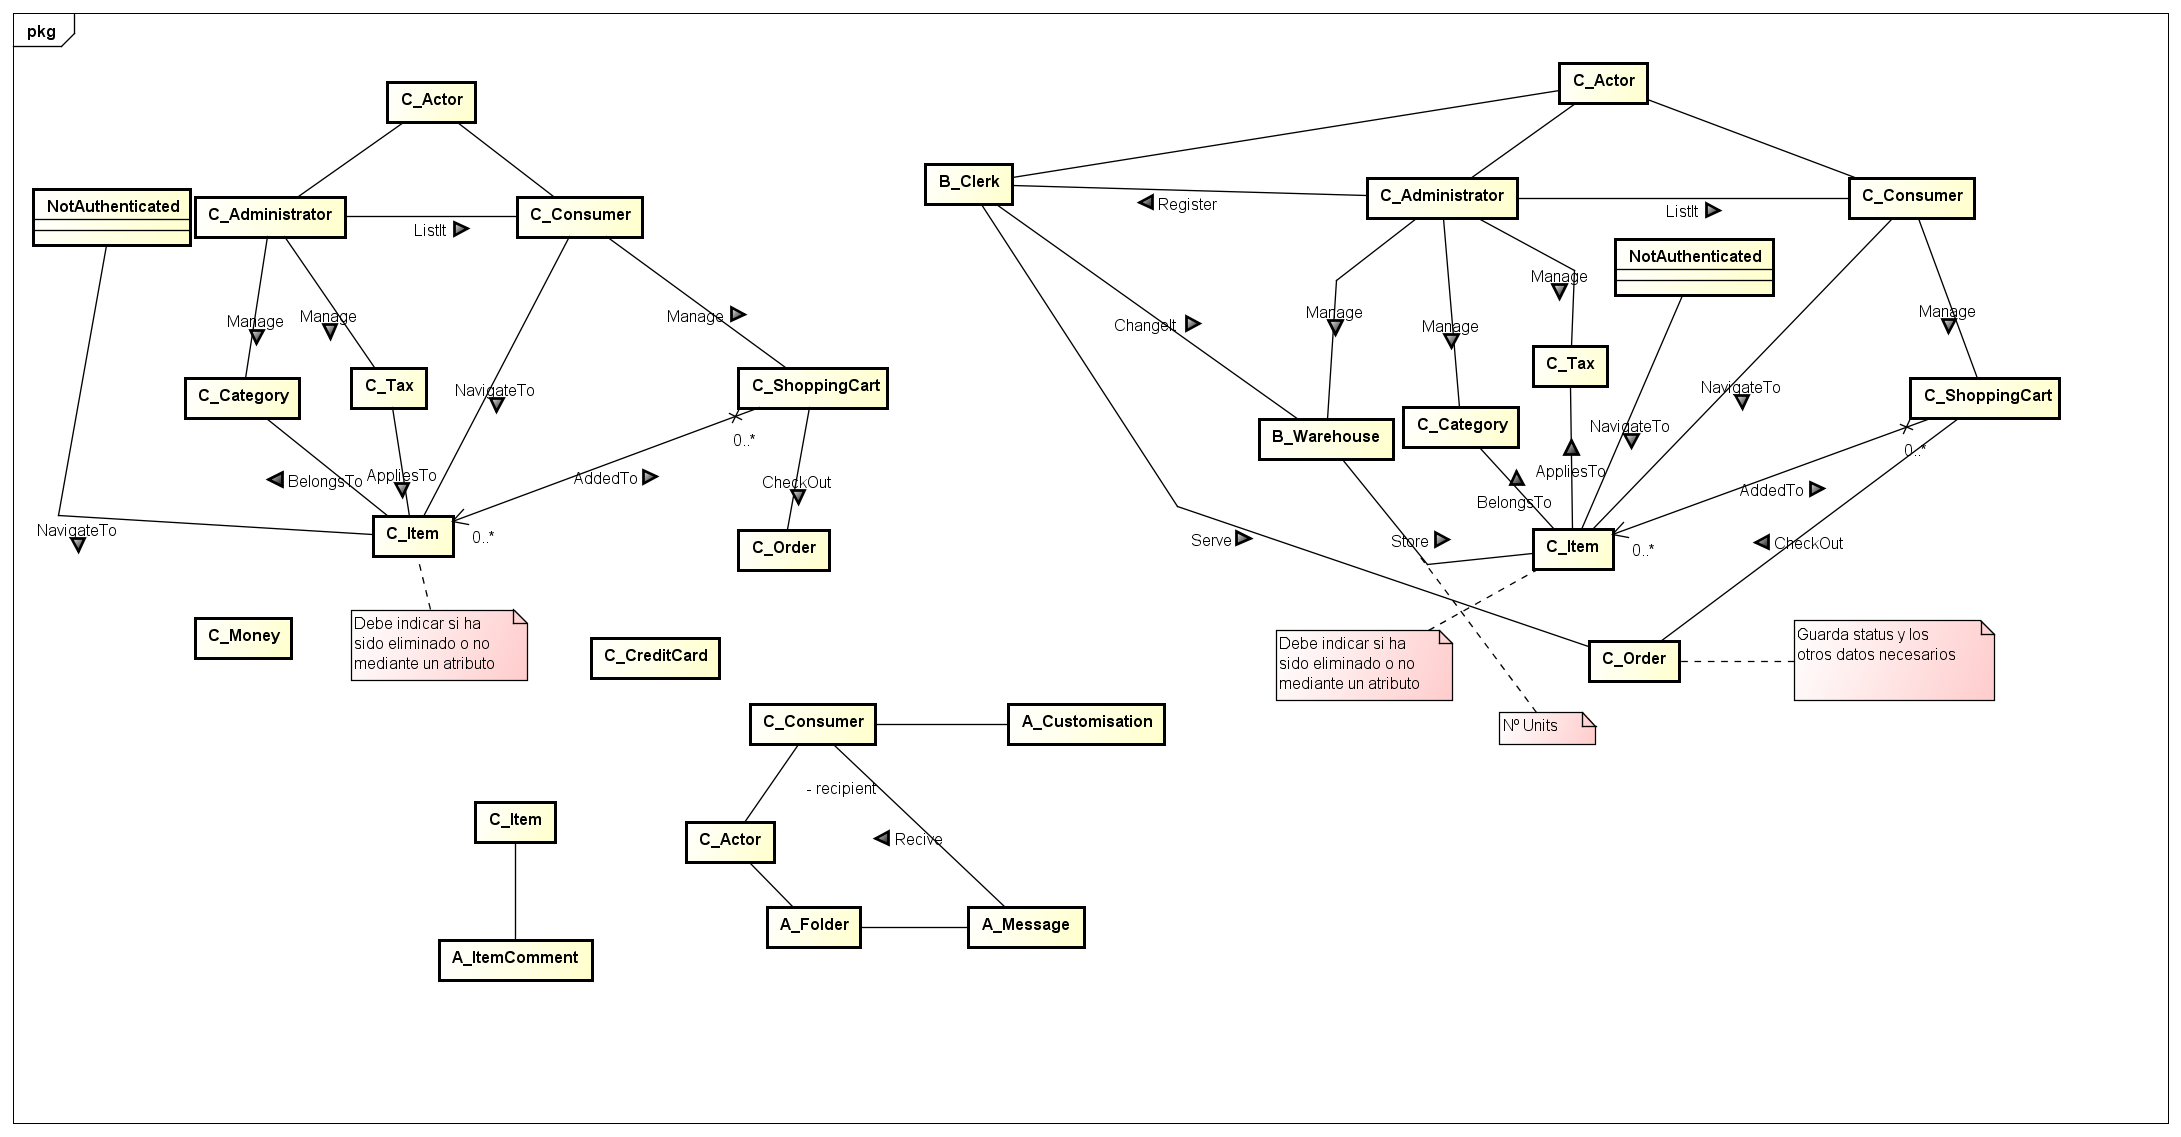 pkg
C_Actor
NotAuthenticated
C_Administrator
C_Consumer
ListIt
Manage
Manage
Manage
C_Category
C_Tax
NavigateTo
C_ShoppingCart
0..*
BelongsTo
AppliesTo
AddedTo
CheckOut
NavigateTo
C_Item
0..*
C_Order
C_Money
Debe indicar si ha
sido eliminado o no
mediante un atributo
C_CreditCard
C_Actor
B_Clerk
C_Administrator
C_Consumer
Register
ListIt
NotAuthenticated
Manage
ChangeIt
Manage
Manage
Manage
C_Tax
NavigateTo
C_ShoppingCart
B_Warehouse
C_Category
NavigateTo
0..*
AppliesTo
BelongsTo
AddedTo
Serve
Store
C_Item
0..*
CheckOut
Debe indicar si ha
sido eliminado o no
mediante un atributo
C_Order
Guarda status y los
otros datos necesarios
Nº Units
C_Consumer
A_Customisation
- recipient
C_Actor
Recive
A_Folder
A_Message
C_Item
A_ItemComment